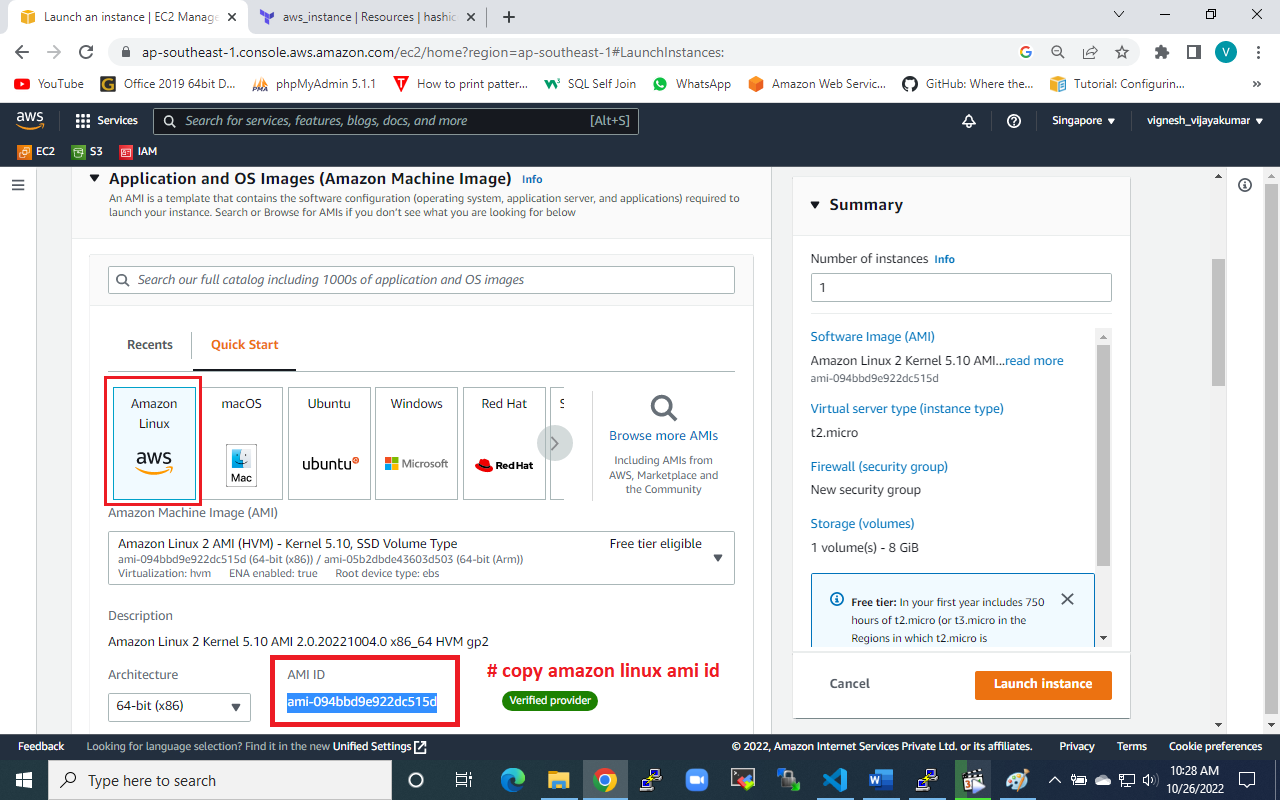 Launch an instance | EC2 Manage
aws_instance | Resources | hashic
ap-southeast-1.console.aws.amazon.com/ec2/home?region=ap-southeast-1#LaunchInstances:
V
YouTube
Office 2019 64bit D...
phpMyAdmin 5.1.1
How to print patter...
SQL Self Join
WhatsApp
Amazon Web Servic...
GitHub: Where the...
Tutorial: Configurin...
»
aws
Services
Search for services, features, blogs, docs, and more
[Alt+S]
Singapore
vignesh_vijayakumar
EC2
S3
IAM
Application and OS Images (Amazon Machine Image) Info
An AMI is a template that contains the software configuration (operating system, application server, and applications) required to
launch your instance. Search or Browse for AMIs if you don't see what you are looking for below
Search our full catalog including 1000s of application and OS images
Recents
Quick Start
Amazon
Linux
aws
macOS
Mac
Ubuntu
ubuntu
Windows
Microsoft
Red Hat
Red Hat
S
Browse more AMIs
Including AMIs from
AWS, Marketplace and
the Community
Amazon Machine Image (AMI)
Amazon Linux 2 AMI (HVM) - Kernel 5.10, SSD Volume Type
Free tier eligible
ami-094bbd9e922dc515d (64-bit (x86)) / ami-05b2dbde43603d503 (64-bit (Arm))
Virtualization: hvm ENA enabled: true Root device type: ebs
Description
Amazon Linux 2 Kernel 5.10 AMI 2.0.20221004.0 x86_64 HVM gp2
Architecture
64-bit (x86)
AMI ID
ami-094bbd9e922dc515d
# copy amazon linux ami id
Verified provider
Summary
Number of instances Info
1
Software Image (AMI)
Amazon Linux 2 Kernel 5.10 AMI...read more
ami-094bbd9e922dc515d
Virtual server type (instance type)
t2.micro
Firewall (security group)
New security group
Storage (volumes)
1 volume(s) - 8 GiB
Free tier: In your first year includes 750
hours of t2.micro (or t3.micro in the
Regions in which t2.micro is
Cancel
Launch instance
Feedback
Looking for language selection? Find it in the new Unified Settings
© 2022, Amazon Internet Services Private Ltd. or its affiliates.
Privacy
Terms
Cookie preferences
Type here to search
10:28 AM
10/26/2022